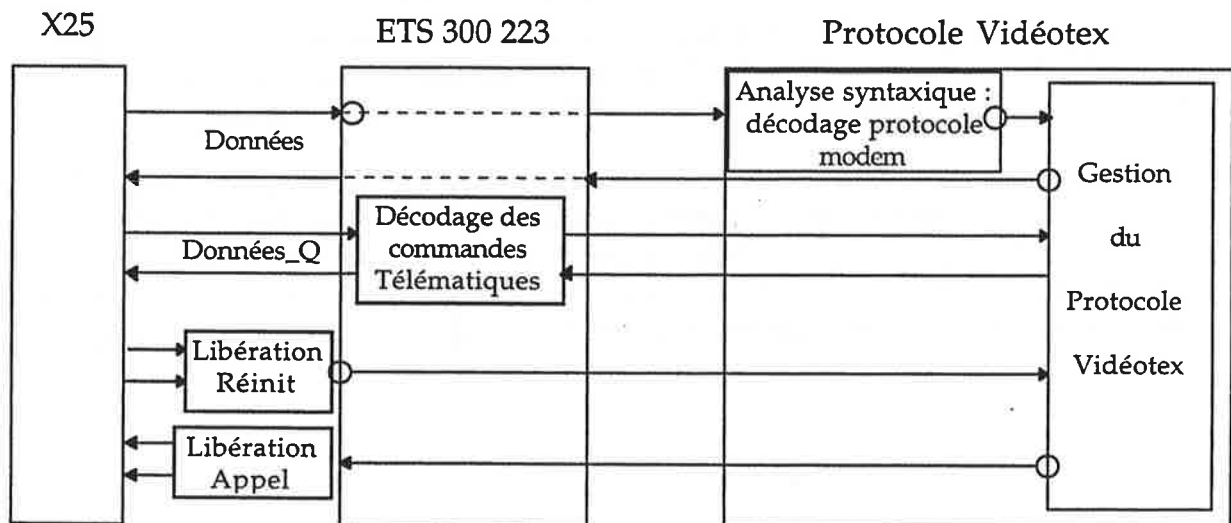 X25
ETS 300 223
Protocole Vidéotex
Analyse syntaxique :
décodage protocole
modem
Données
Gestion
du
Protocole
Vidéotex
Décodage des
commandes
Télématiques
Données_Q
Libération
Réinit
Libération
Appel